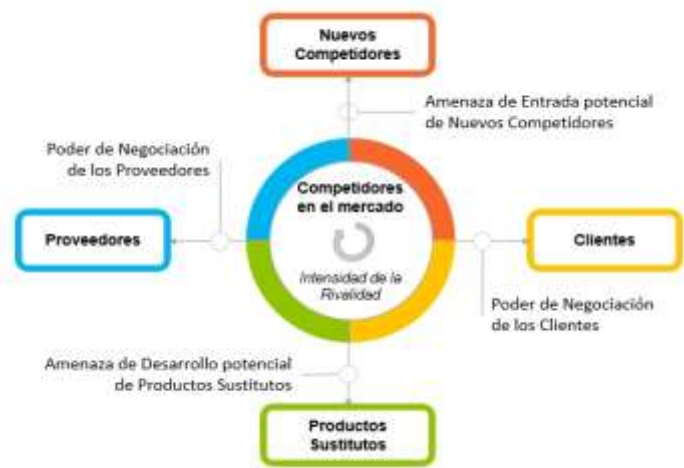 Nuevos
Competidores
Amenaza de Entrada potencial
de Nuevos Competidores
Poder de Negociación
de los Proveedores
Competidores
en el mercado
Proveedores
Clientes
Intensidad de la
Rivalidad
Poder de Negociación
de los Clientes
Amenaza de Desarrollo potencial
de Productos Sustitutos
Productos
Sustitutos